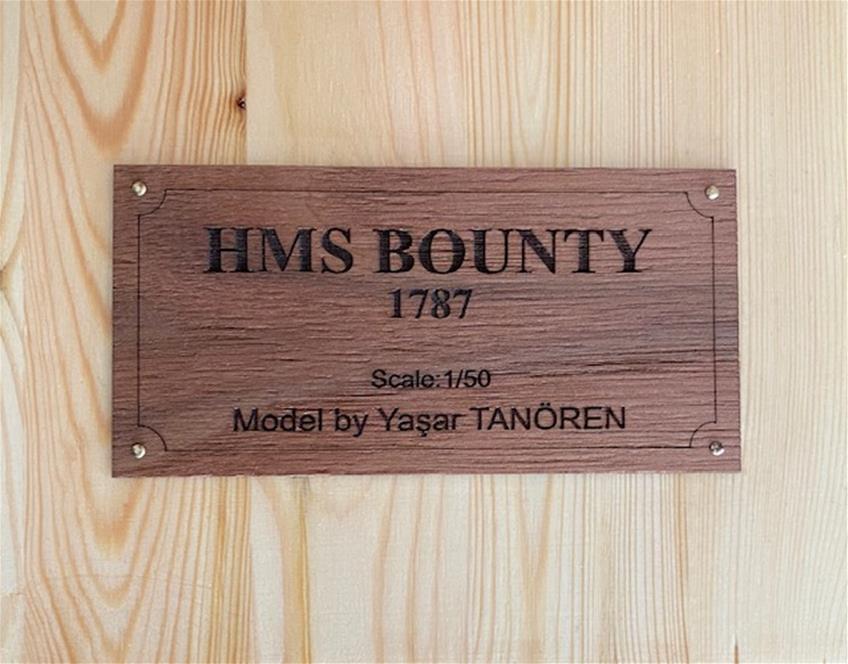 HMS BOUNTY
1787
Scale:1/50
Model by Yaşar TANÖREN